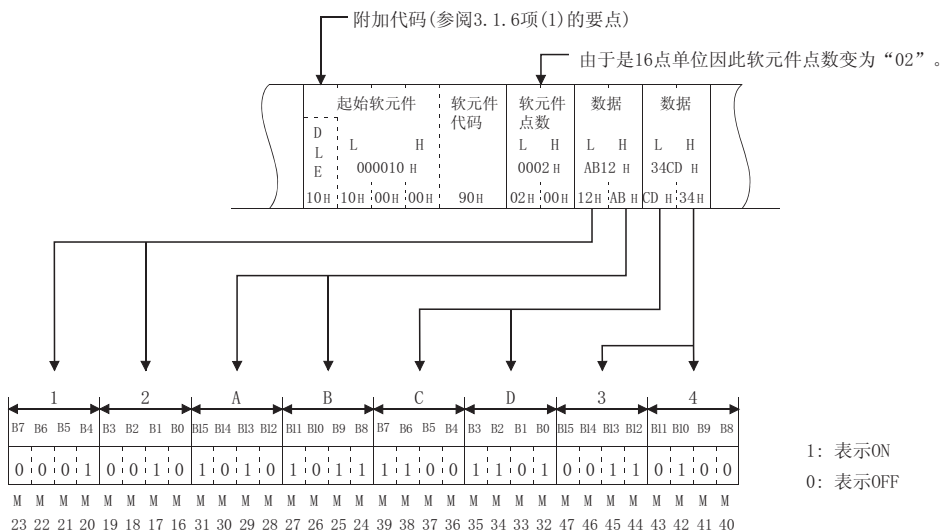 附加代码(参阅3.1.6项(1)的要点)
由于是16点单位因此软元件点数变为“02”。
起始软元件 软元件 软元件 数据 数据
代码 点数
D
L
E
L H L H L H L H
000010 H 0002 H AB12 H 34CD H
10H 10H 00H 00H 90H 02H 00H 12H AB H CD H 34H
1 2 A B C D 3 4
B7 B6 B5 B4 B3 B2 B1 B0 B15 B14 B13 B12 B11 B10 B9 B8 B7 B6 B5 B4 B3 B2 B1 B0 B15 B14 B13 B12 B11 B10 B9 B8
0 0 0 1 0 0 1 0 1 0 1 0 1 0 1 1 1 1 0 0 1 1 0 1 0 0 1 1 0 1 0 0
M M M M M M M M M M M M M M M M M M M M M M M M M M M M M M M M
23 22 21 20 19 18 17 16 31 30 29 28 27 26 25 24 39 38 37 36 35 34 33 32 47 46 45 44 43 42 41 40
1: 表示ON
0: 表示OFF